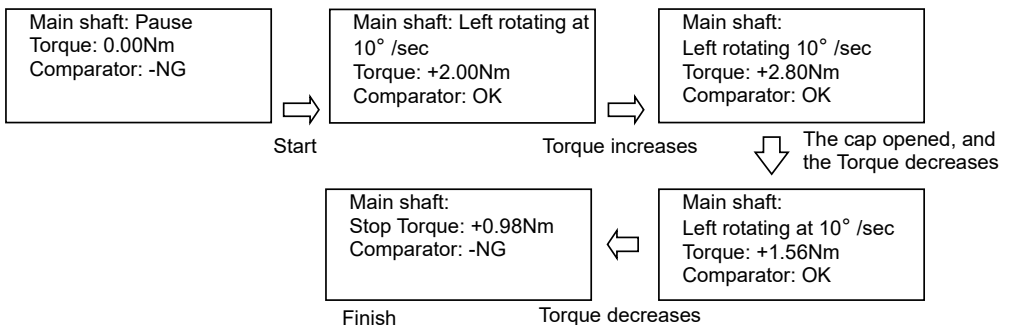 Main shaft: Pause
Torque: 0.00Nm
Comparator: -NG
Start
Main shaft: Left rotating at
10° /sec
Torque: +2.00Nm
Comparator: OK
Torque increases
Main shaft:
Left rotating 10° /sec
Torque: +2.80Nm
Comparator: OK
The cap opened, and
the Torque decreases
Main shaft:
Left rotating at 10° /sec
Torque: +1.56Nm
Comparator: OK
Torque decreases
Main shaft:
Stop Torque: +0.98Nm
Comparator: -NG
Finish